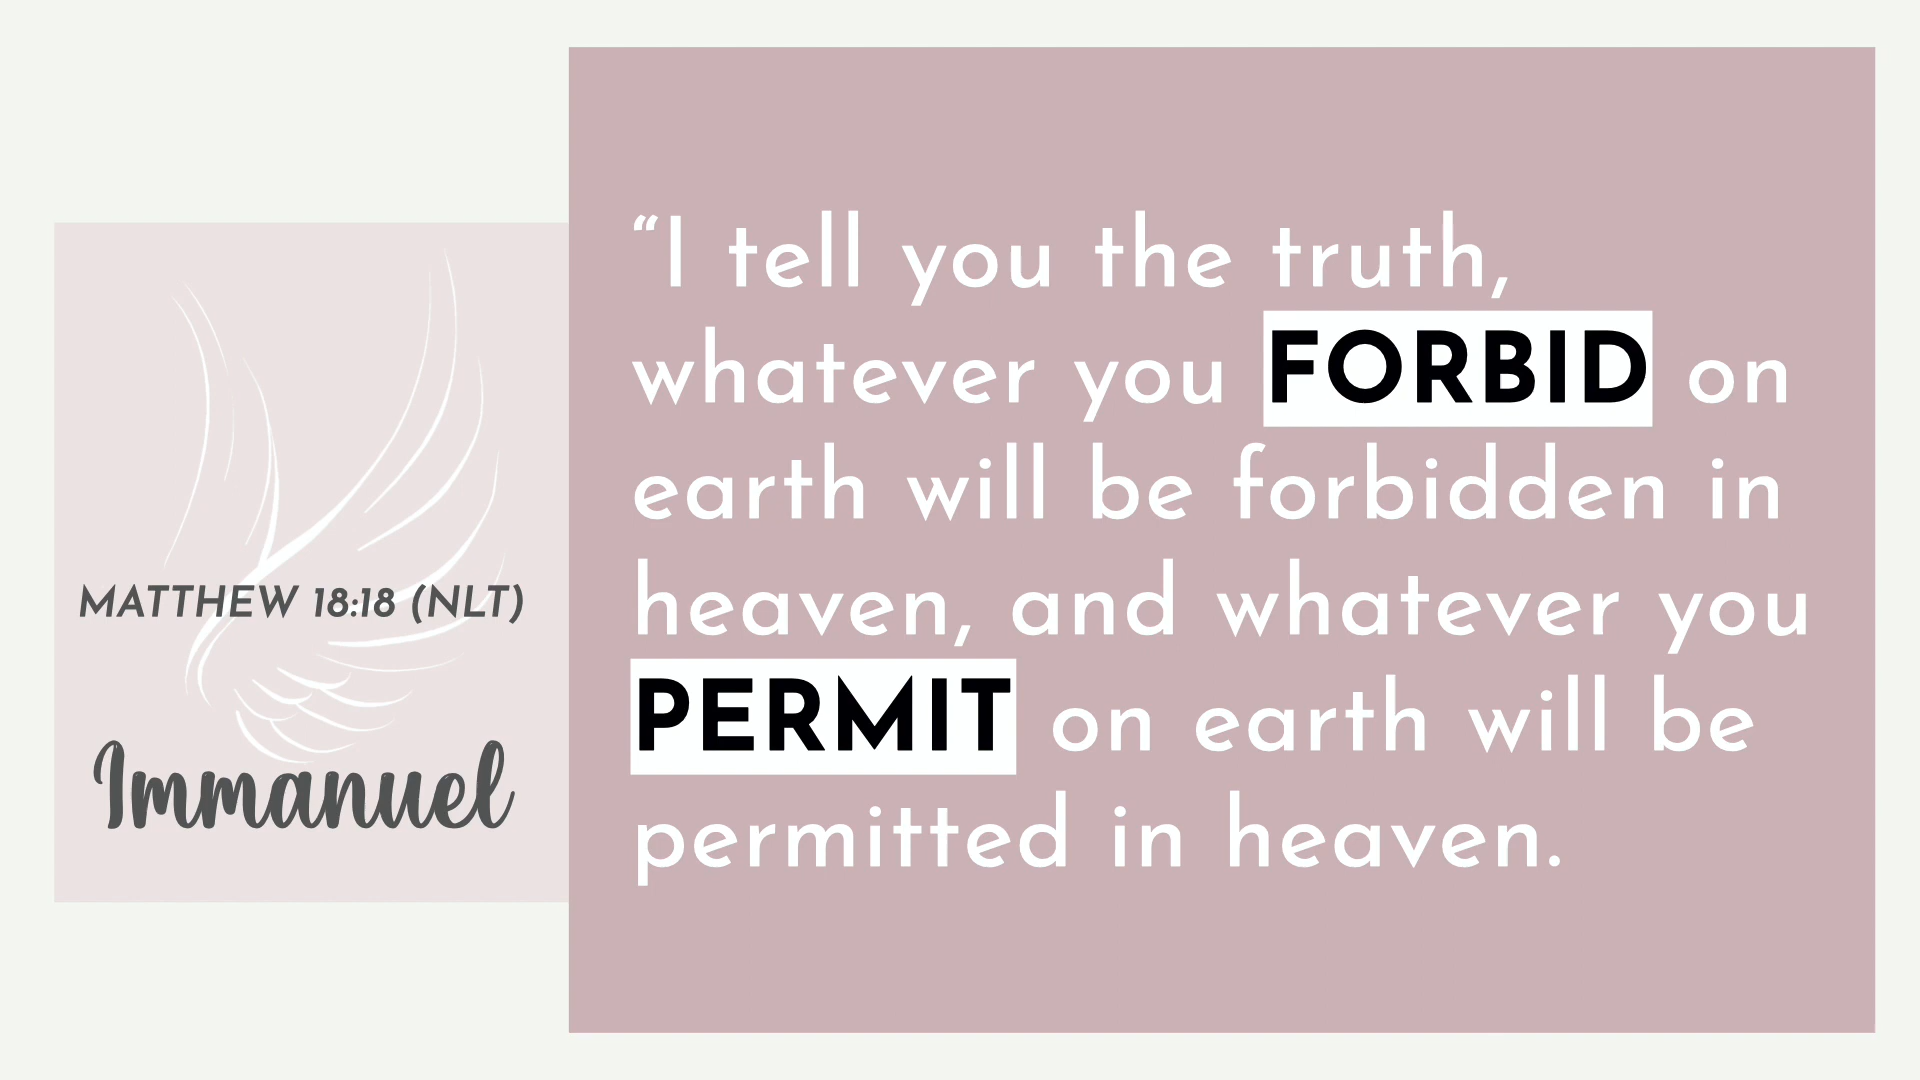 MATTHEW 18:18 (NLT)
Immanuel
“I tell you the truth,
whatever you FORBID on
earth will be forbidden in
heaven, and whatever you
PERMIT on earth will be
permitted in heaven.